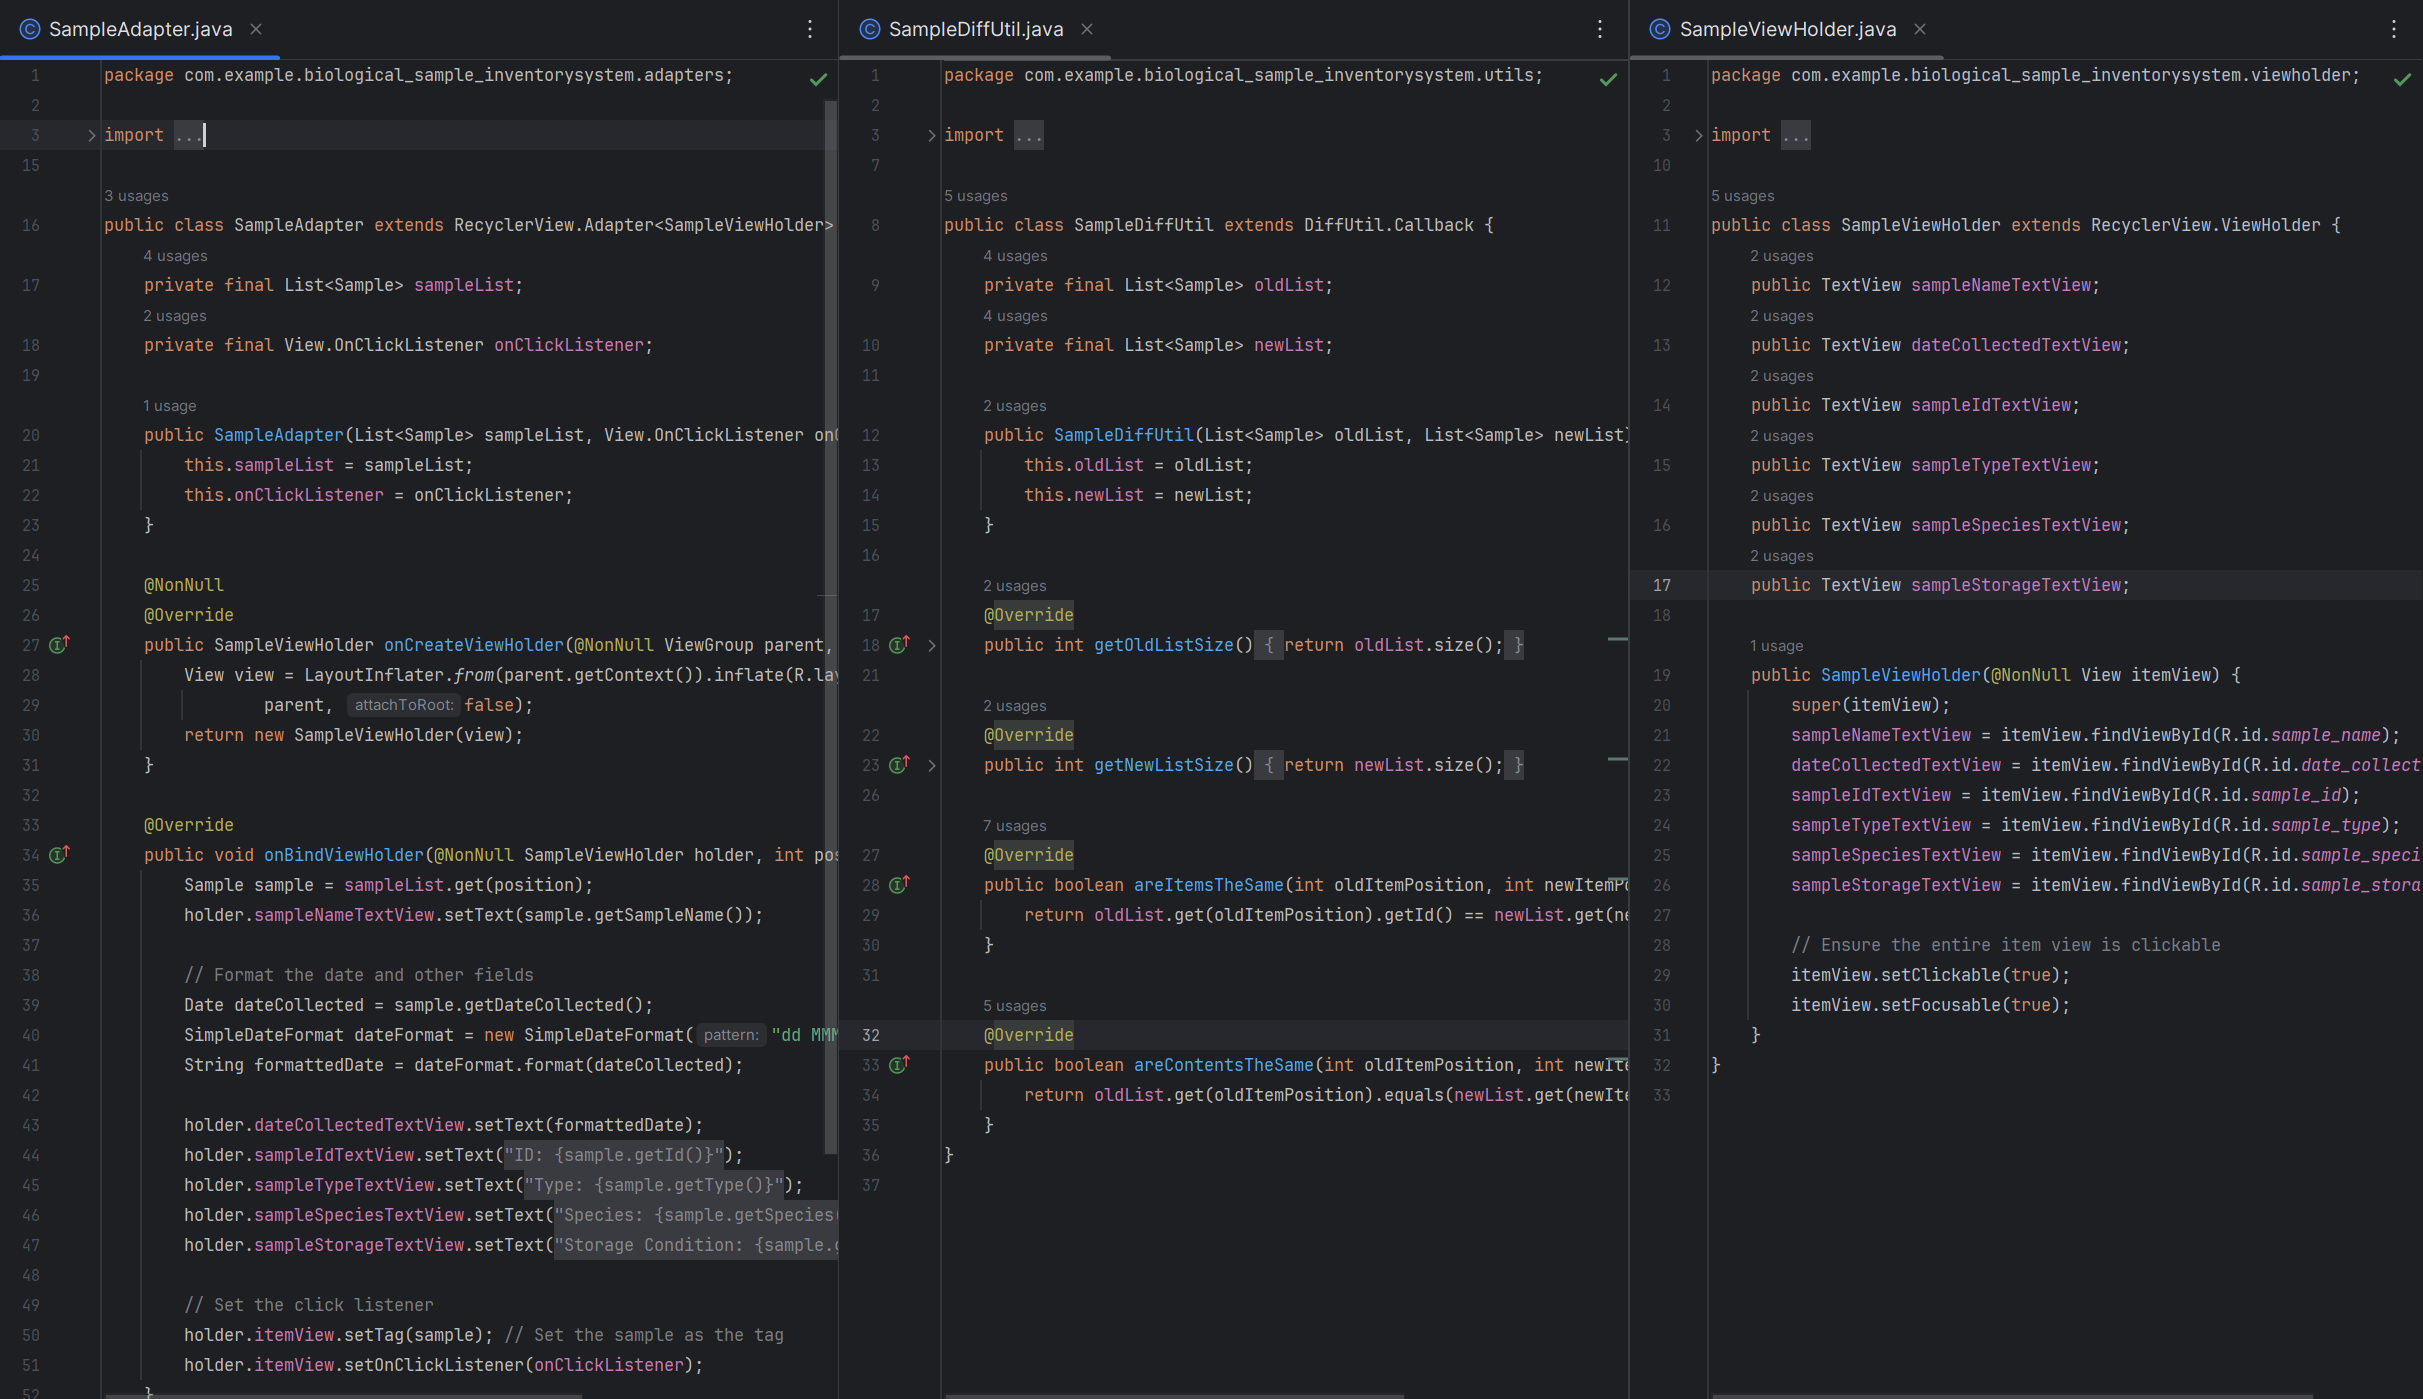 SampleAdapter.java
1 package com.example.biological_sample_inventorysystem.adapters;
2
3 import ...
15
3 usages
16 public class SampleAdapter extends RecyclerView.Adapter<SampleViewHolder>
4 usages
17 private final List<Sample> sampleList;
2 usages
18 private final View.OnClickListener onClickListener;
19
1 usage
20 public SampleAdapter(List<Sample> sampleList, View.OnClickListener on
21 this.sampleList = sampleList;
22 this.onClickListener = onClickListener;
23 }
24
25 @NonNull
26 @Override
27 public SampleViewHolder onCreateViewHolder(@NonNull ViewGroup parent,
28 View view = LayoutInflater.from(parent.getContext()).inflate(R.lay
29 parent, attachToRoot: false);
30 return new SampleViewHolder(view);
31 }
32
33 @Override
34 public void onBindViewHolder(@NonNull SampleViewHolder holder, int pos
35 Sample sample = sampleList.get(position);
36 holder.sampleNameTextView.setText(sample.getSampleName());
37
38 // Format the date and other fields
39 Date dateCollected = sample.getDateCollected();
40 SimpleDateFormat dateFormat = new SimpleDateFormat( pattern: "dd MMM
41 String formattedDate = dateFormat.format(dateCollected);
42
43 holder.dateCollectedTextView.setText(formattedDate);
44 holder.sampleIdTextView.setText("ID: {sample.getId()}");
45 holder.sampleTypeTextView.setText("Type: {sample.getType()}");
46 holder.sampleSpeciesTextView.setText("Species: {sample.getSpecies(
47 holder.sampleStorageTextView.setText("Storage Condition: {sample.g
48
49 // Set the click listener
50 holder.itemView.setTag(sample); // Set the sample as the tag
51 holder.itemView.setOnClickListener(onClickListener);
52 }
SampleDiffUtil.java
1 package com.example.biological_sample_inventorysystem.utils;
2
3 import ...
7
5 usages
8 public class SampleDiffUtil extends DiffUtil.Callback {
4 usages
9 private final List<Sample> oldList;
4 usages
10 private final List<Sample> newList;
11
2 usages
12 public SampleDiffUtil(List<Sample> oldList, List<Sample> newList)
13 this.oldList = oldList;
14 this.newList = newList;
15 }
16
2 usages
17 @Override
18 public int getOldListSize() { return oldList.size(); }
21
2 usages
22 @Override
23 public int getNewListSize() { return newList.size(); }
26
7 usages
27 @Override
28 public boolean areItemsTheSame(int oldItemPosition, int newItemPo
29 return oldList.get(oldItemPosition).getId() == newList.get(ne
30 }
31
5 usages
32 @Override
33 public boolean areContentsTheSame(int oldItemPosition, int newIte
34 return oldList.get(oldItemPosition).equals(newList.get(newIte
35 }
36 }
37
SampleViewHolder.java
1 package com.example.biological_sample_inventorysystem.viewholder;
2
3 import ...
10
5 usages
11 public class SampleViewHolder extends RecyclerView.ViewHolder {
2 usages
12 public TextView sampleNameTextView;
2 usages
13 public TextView dateCollectedTextView;
2 usages
14 public TextView sampleIdTextView;
2 usages
15 public TextView sampleTypeTextView;
2 usages
16 public TextView sampleSpeciesTextView;
2 usages
17 public TextView sampleStorageTextView;
18
1 usage
19 public SampleViewHolder(@NonNull View itemView) {
20 super(itemView);
21 sampleNameTextView = itemView.findViewById(R.id.sample_name);
22 dateCollectedTextView = itemView.findViewById(R.id.date_collect
23 sampleIdTextView = itemView.findViewById(R.id.sample_id);
24 sampleTypeTextView = itemView.findViewById(R.id.sample_type);
25 sampleSpeciesTextView = itemView.findViewById(R.id.sample_speci
26 sampleStorageTextView = itemView.findViewById(R.id.sample_stora
27
28 // Ensure the entire item view is clickable
29 itemView.setClickable(true);
30 itemView.setFocusable(true);
31 }
32 }
33